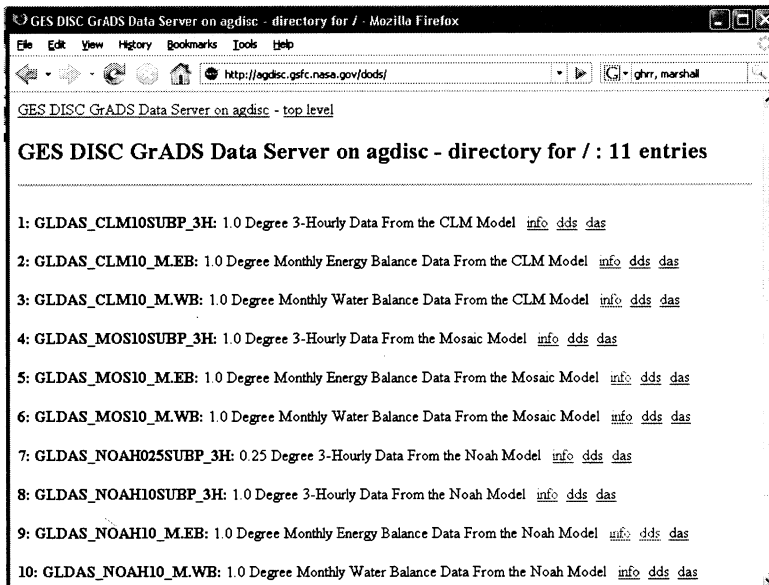 GES DISC GrADS Data Server on agdisc - directory for / - Mozilla Firefox
File Edit View History Bookmarks Tools Help
http://agdisc.gsfc.nasa.gov/dods/ G ghrr, marshall
GES DISC GrADS Data Server on agdisc - top level
GES DISC GrADS Data Server on agdisc - directory for / : 11 entries
1: GLDAS_CLM10SUBP_3H: 1.0 Degree 3-Hourly Data From the CLM Model info dds das
2: GLDAS_CLM10_M.EB: 1.0 Degree Monthly Energy Balance Data From the CLM Model info dds das
3: GLDAS_CLM10_M.WB: 1.0 Degree Monthly Water Balance Data From the CLM Model info dds das
4: GLDAS_MOS10SUBP_3H: 1.0 Degree 3-Hourly Data From the Mosaic Model info dds das
5: GLDAS_MOS10_M.EB: 1.0 Degree Monthly Energy Balance Data From the Mosaic Model info dds das
6: GLDAS_MOS10_M.WB: 1.0 Degree Monthly Water Balance Data From the Mosaic Model info dds das
7: GLDAS_NOAH025SUBP_3H: 0.25 Degree 3-Hourly Data From the Noah Model info dds das
8: GLDAS_NOAH10SUBP_3H: 1.0 Degree 3-Hourly Data From the Noah Model info dds das
9: GLDAS_NOAH10_M.EB: 1.0 Degree Monthly Energy Balance Data From the Noah Model info dds das
10: GLDAS_NOAH10_M.WB: 1.0 Degree Monthly Water Balance Data From the Noah Model info dds das